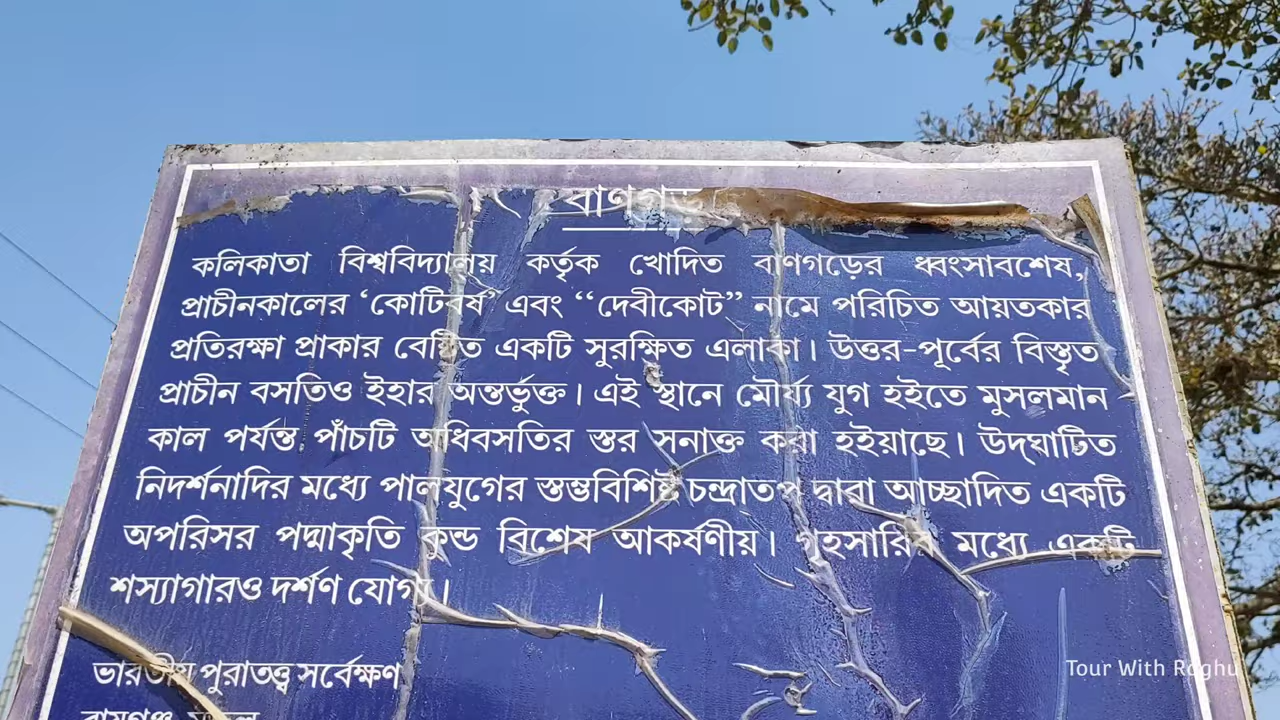 বাণগড়
কলিকাতা বিশ্ববিদ্যালয় কর্তৃক খোদিত বাণগড়ের ধ্বংসাবশেষ,
প্রাচীনকালের ‘কোটিবর্ষ’ এবং “দেবীকোট” নামে পরিচিত আয়তকার
প্রতিরক্ষা প্রাকার বেষ্টিত একটি সুরক্ষিত এলাকা। উত্তর-পূর্বের বিস্তৃত
প্রাচীন বসতিও ইহার অন্তর্ভুক্ত। এই স্থানে মৌর্য্য যুগ হইতে মুসলমান
কাল পর্যন্ত পাঁচটি অধিবসতির স্তর সনাক্ত করা হইয়াছে। উদ্‌ঘাটিত
নিদর্শনাদির মধ্যে পালযুগের স্তম্ভবিশিষ্ট চন্দ্রাতপ দ্বারা আচ্ছাদিত একটি
অপরিসর পদ্মাকৃতি কুন্ড বিশেষ আকর্ষণীয়। গৃহসারির মধ্যে একটি
শস্যাগারও দর্শণ যোগ্য।
ভারতীয় পুরাতত্ত্ব সর্বেক্ষণ
Tour With Raghu